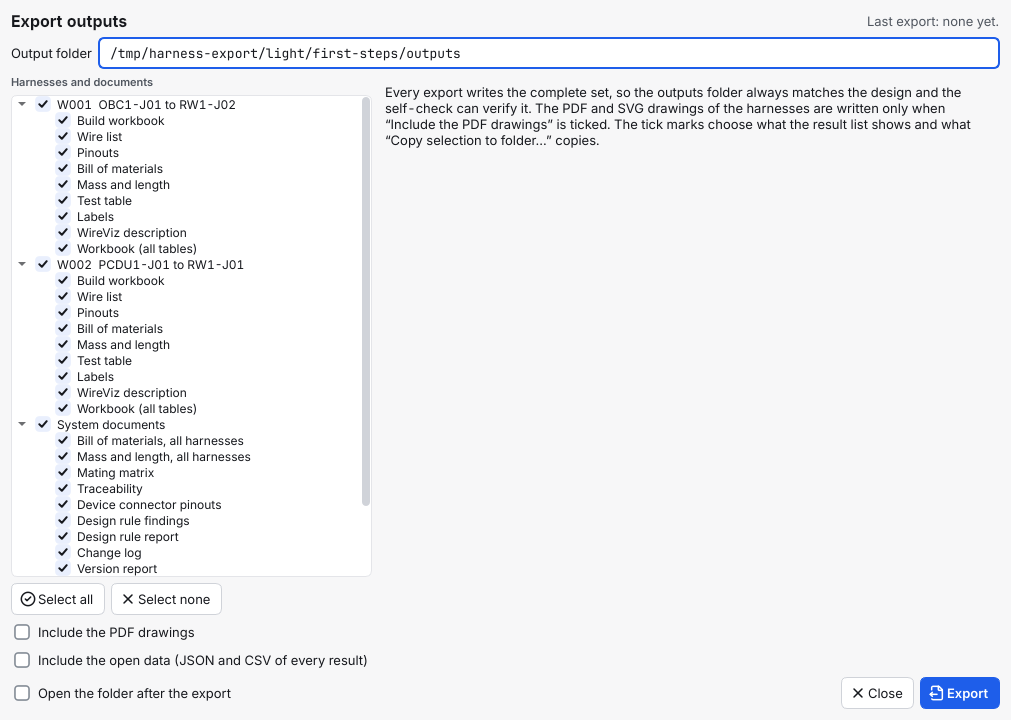 Export outputs
Last export: none yet.
Output folder
/tmp/harness-export/light/first-steps/outputs
Harnesses and documents
W001 OBC1-J01 to RW1-J02
Build workbook
Wire list
Pinouts
Bill of materials
Mass and length
Test table
Labels
WireViz description
Workbook (all tables)
W002 PCDU1-J01 to RW1-J01
Build workbook
Wire list
Pinouts
Bill of materials
Mass and length
Test table
Labels
WireViz description
Workbook (all tables)
System documents
Bill of materials, all harnesses
Mass and length, all harnesses
Mating matrix
Traceability
Device connector pinouts
Design rule findings
Design rule report
Change log
Version report
Every export writes the complete set, so the outputs folder always matches the design and the
self-check can verify it. The PDF and SVG drawings of the harnesses are written only when
“Include the PDF drawings” is ticked. The tick marks choose what the result list shows and what
“Copy selection to folder…” copies.
Select all
Select none
Include the PDF drawings
Include the open data (JSON and CSV of every result)
Open the folder after the export
Close
Export